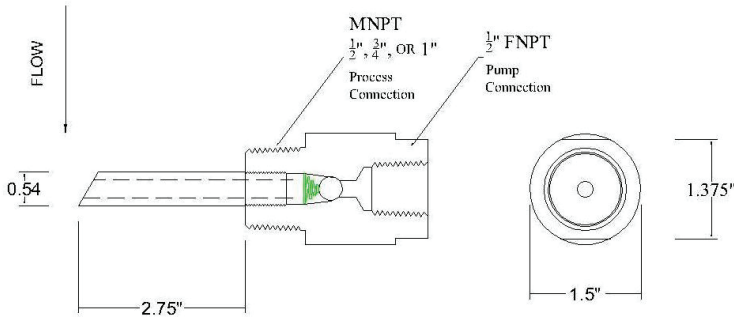 FLOW
MNPT
1/2", 3/4", OR 1"
Process
Connection
1/2" FNPT
Pump
Connection
0.54
2.75"
1.375"
1.5"